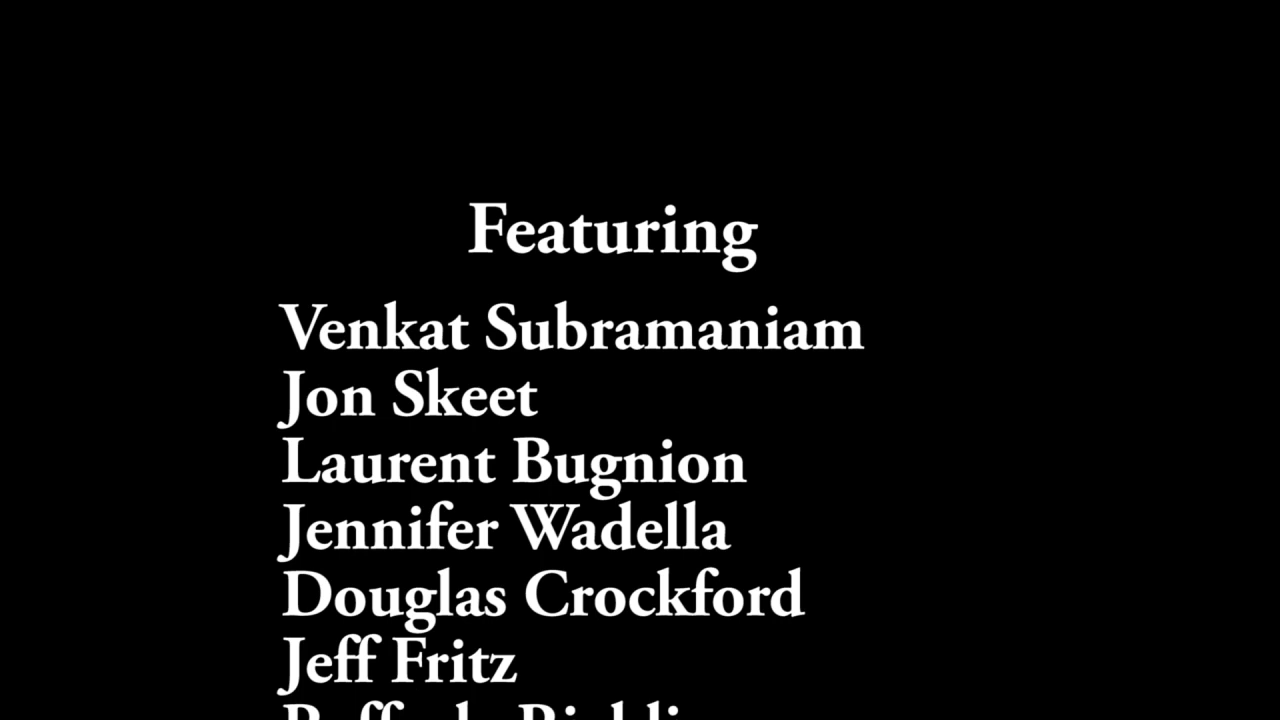 Featuring
Venkat Subramaniam
Jon Skeet
Laurent Bugnion
Jennifer Wadella
Douglas Crockford
Jeff Fritz